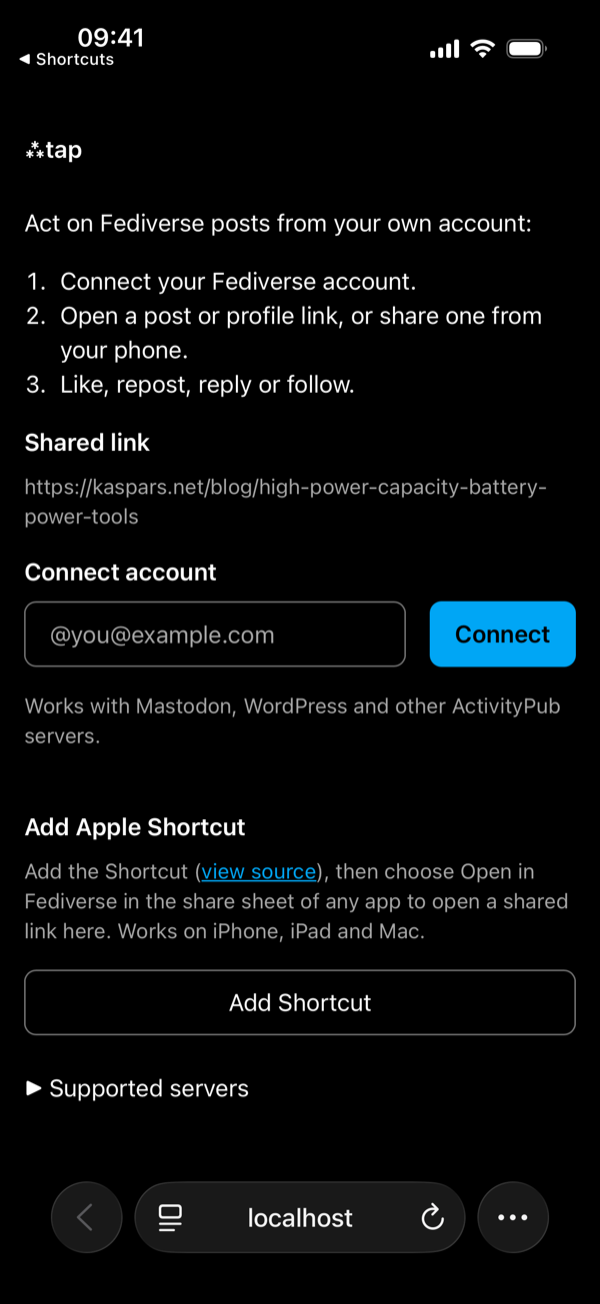 09:41
◀ Shortcuts
⁂tap
Act on Fediverse posts from your own account:
1. Connect your Fediverse account.
2. Open a post or profile link, or share one from
your phone.
3. Like, repost, reply or follow.
Shared link
https://kaspars.net/blog/high-power-capacity-battery-
power-tools
Connect account
@you@example.com
Connect
Works with Mastodon, WordPress and other ActivityPub
servers.
Add Apple Shortcut
Add the Shortcut (view source), then choose Open in
Fediverse in the share sheet of any app to open a shared
link here. Works on iPhone, iPad and Mac.
Add Shortcut
▶ Supported servers
localhost